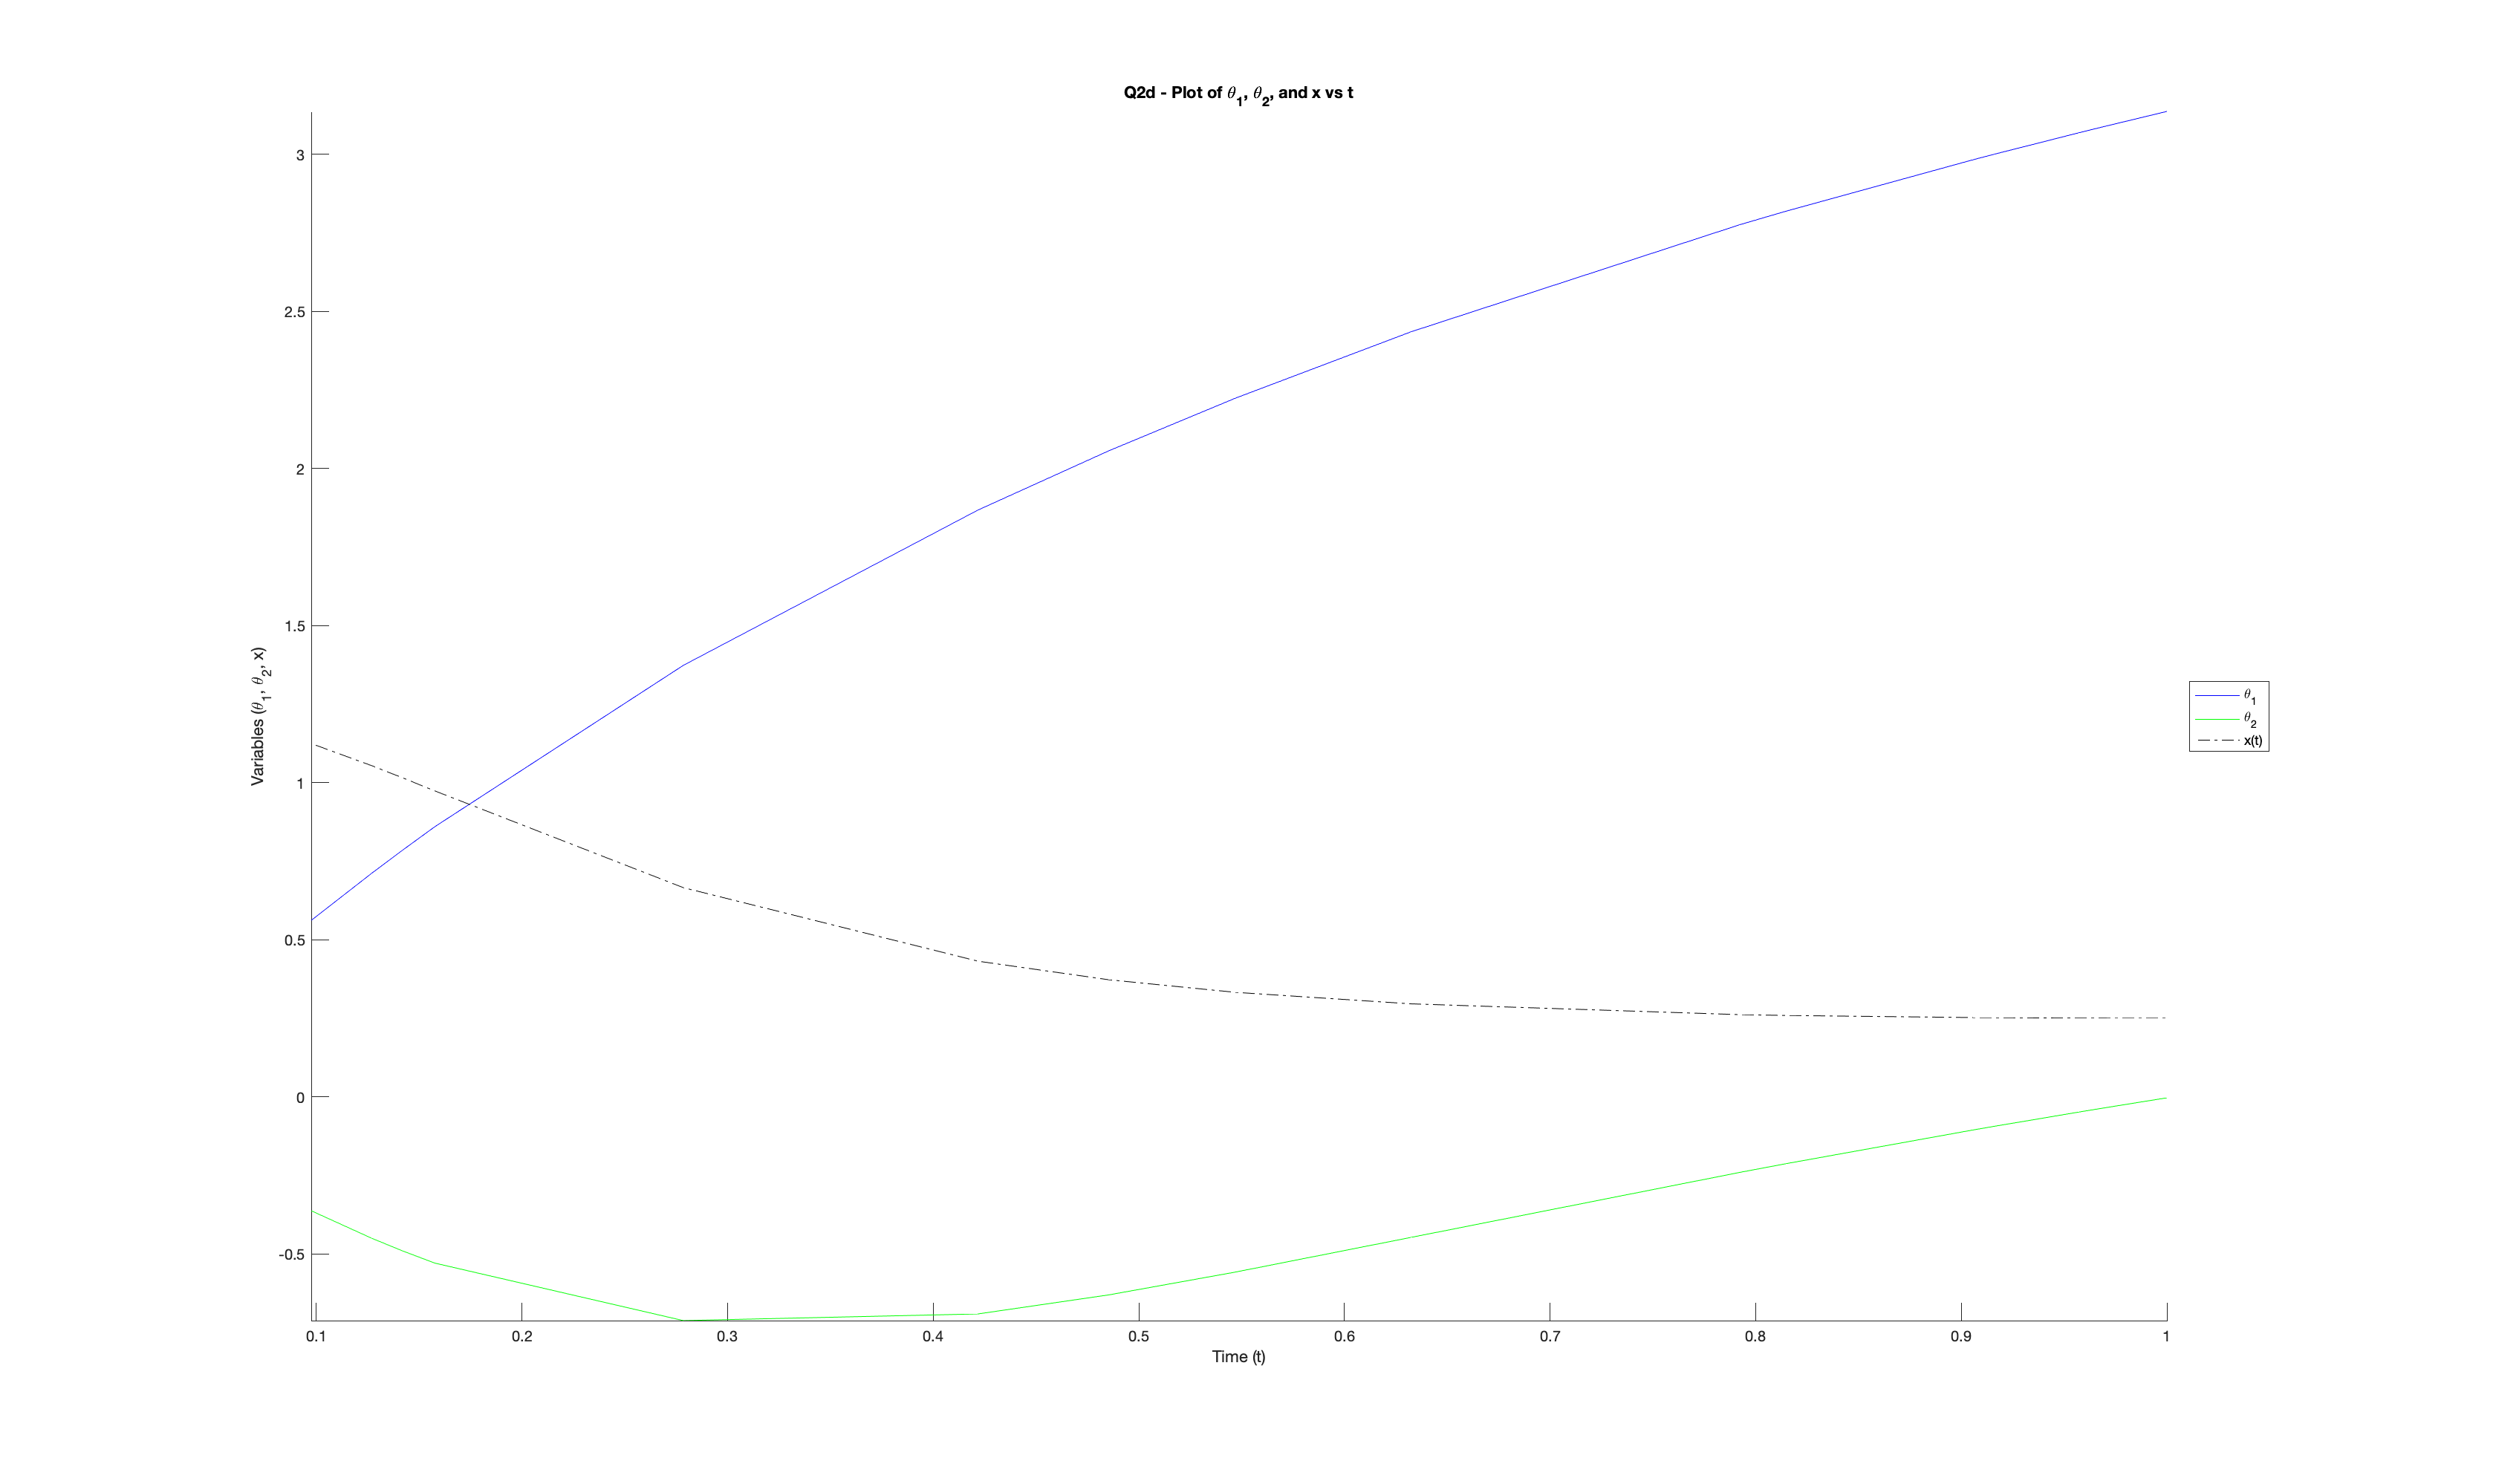 Q2d - Plot of θ₁, θ₂, and x vs t
Variables (θ₁, θ₂, x)
3
2.5
2
1.5
1
0.5
0
-0.5
0.1 0.2 0.3 0.4 0.5 0.6 0.7 0.8 0.9 1
Time (t)
θ₁
θ₂
x(t)